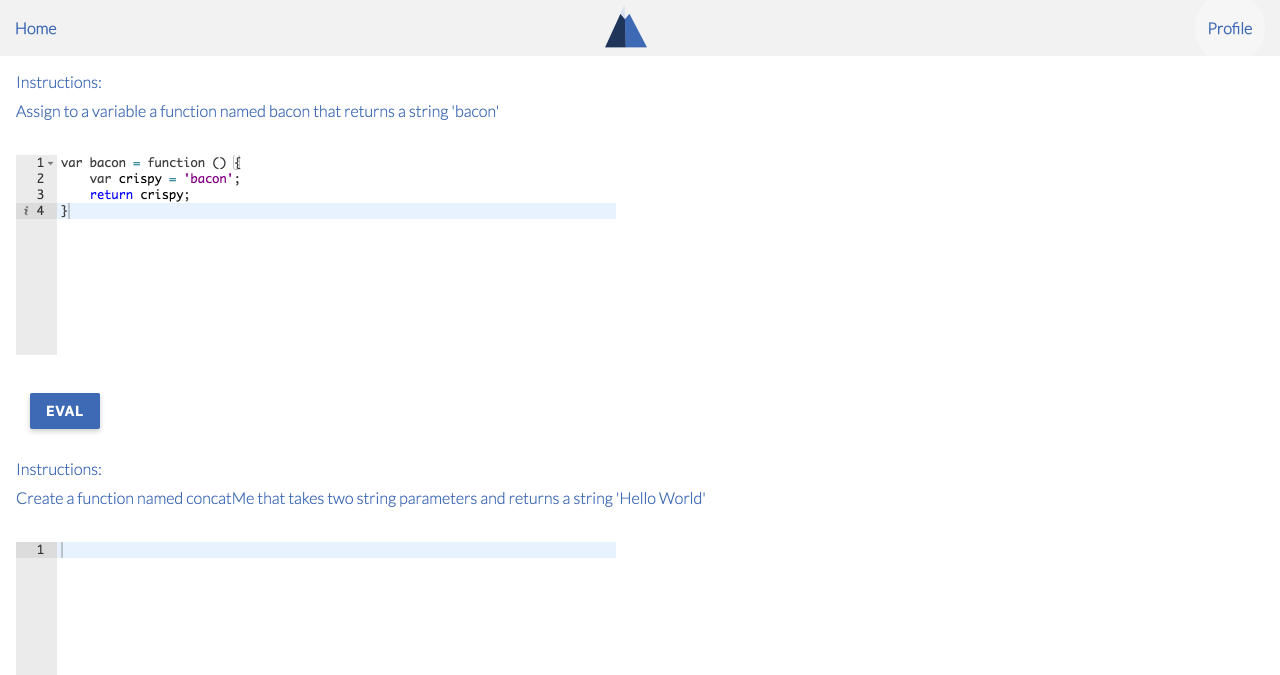 Home
Profile
Instructions:
Assign to a variable a function named bacon that returns a string 'bacon'
1 var bacon = function () {
2     var crispy = 'bacon';
3     return crispy;
i 4 }
EVAL
Instructions:
Create a function named concatMe that takes two string parameters and returns a string 'Hello World'
1